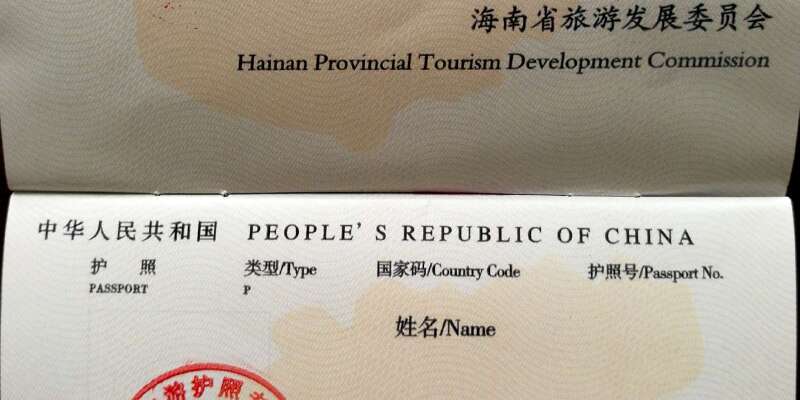 海南省旅游发展委员会
Hainan Provincial Tourism Development Commission
中华人民共和国 PEOPLE'S REPUBLIC OF CHINA
护 照 类型/Type 国家码/Country Code 护照号/Passport No.
PASSPORT P
姓名/Name
护照